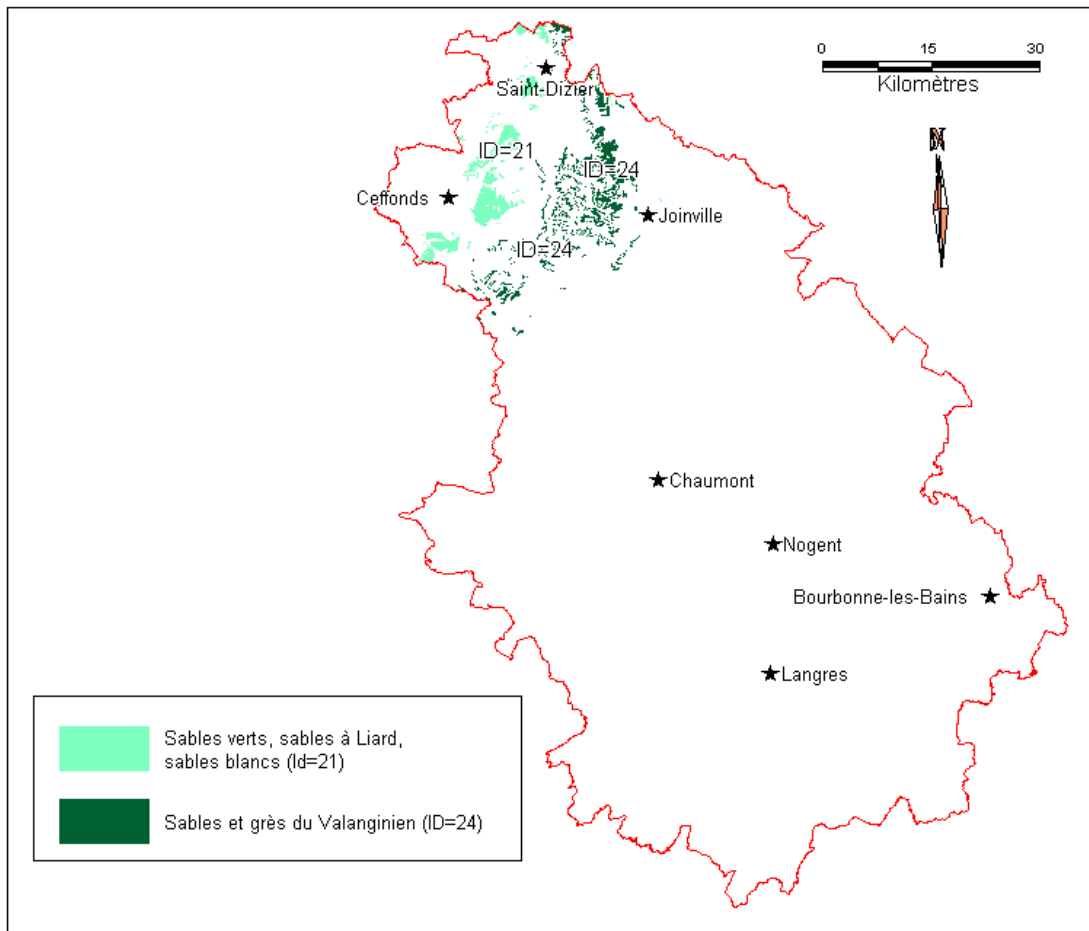 0 15 30
Kilomètres
N
Saint-Dizier
ID=21
ID=24
Ceffonds
Joinville
ID=24
Chaumont
Nogent
Bourbonne-les-Bains
Langres
Sables verts, sables à Liard,
sables blancs (Id=21)
Sables et grès du Valanginien (ID=24)